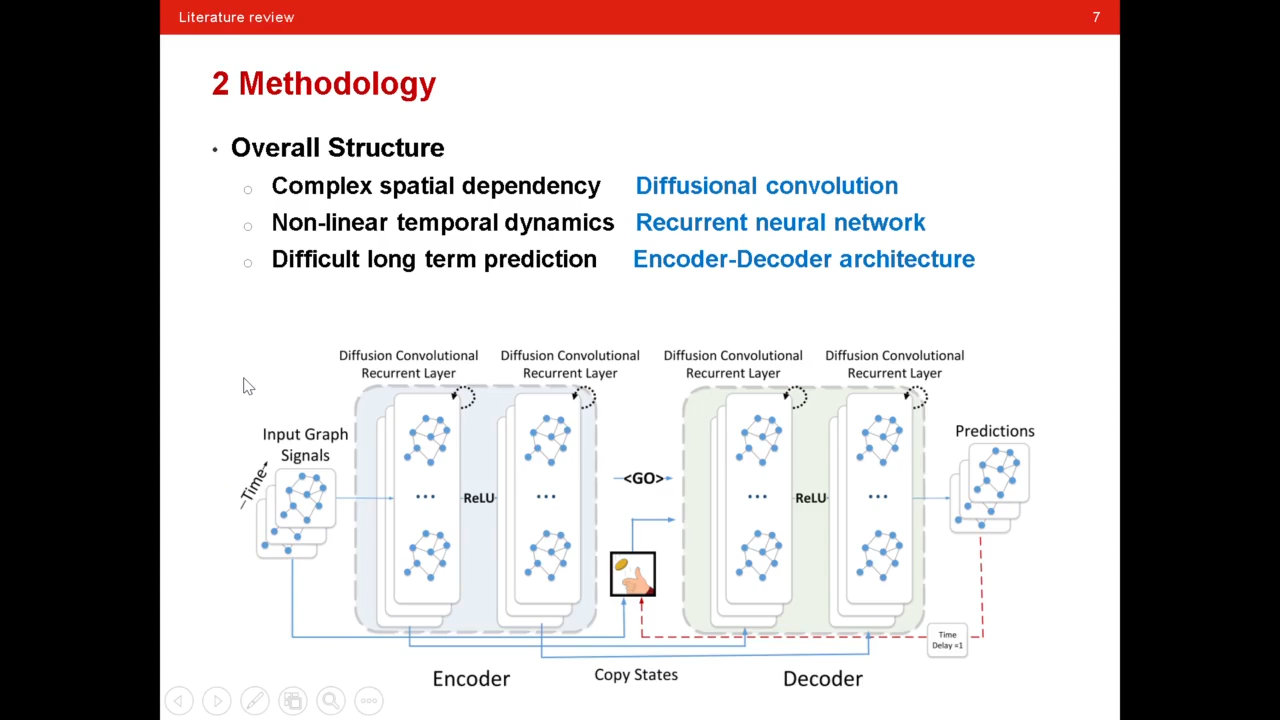 Literature review 7
2 Methodology
• Overall Structure
○ Complex spatial dependency Diffusional convolution
○ Non-linear temporal dynamics Recurrent neural network
○ Difficult long term prediction Encoder-Decoder architecture
Diffusion Convolutional
Recurrent Layer
Diffusion Convolutional
Recurrent Layer
Diffusion Convolutional
Recurrent Layer
Diffusion Convolutional
Recurrent Layer
Input Graph
Signals
Time
Predictions
<GO>
... ReLU ... ... ReLU ...
Time
Delay =1
Encoder Copy States Decoder